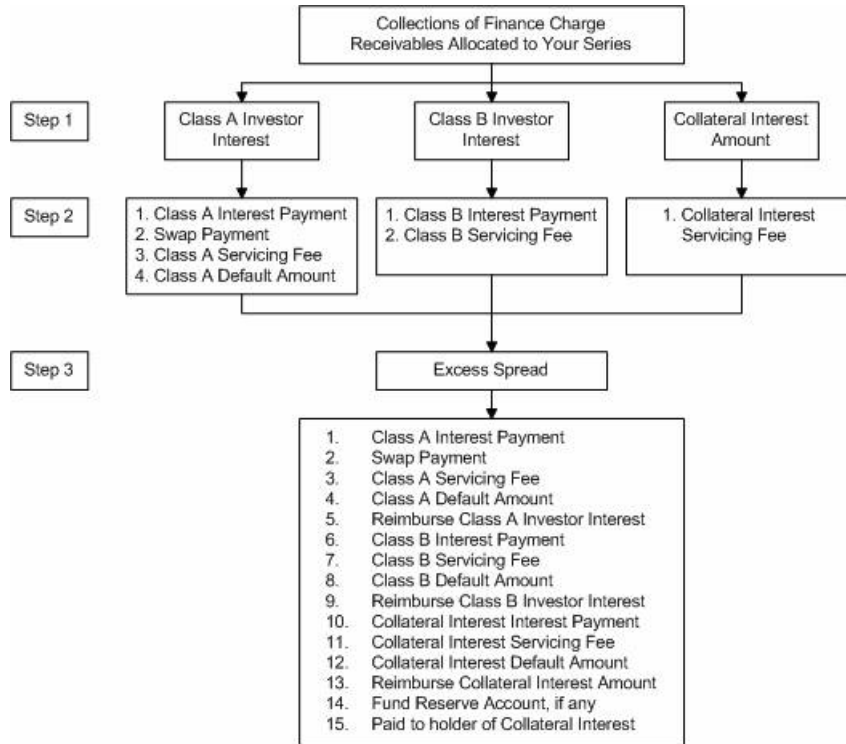 Collections of Finance Charge
Receivables Allocated to Your Series
Step 1
Class A Investor
Interest
Class B Investor
Interest
Collateral Interest
Amount
Step 2
1. Class A Interest Payment
2. Swap Payment
3. Class A Servicing Fee
4. Class A Default Amount
1. Class B Interest Payment
2. Class B Servicing Fee
1. Collateral Interest
Servicing Fee
Step 3
Excess Spread
1. Class A Interest Payment
2. Swap Payment
3. Class A Servicing Fee
4. Class A Default Amount
5. Reimburse Class A Investor Interest
6. Class B Interest Payment
7. Class B Servicing Fee
8. Class B Default Amount
9. Reimburse Class B Investor Interest
10. Collateral Interest Interest Payment
11. Collateral Interest Servicing Fee
12. Collateral Interest Default Amount
13. Reimburse Collateral Interest Amount
14. Fund Reserve Account, if any
15. Paid to holder of Collateral Interest